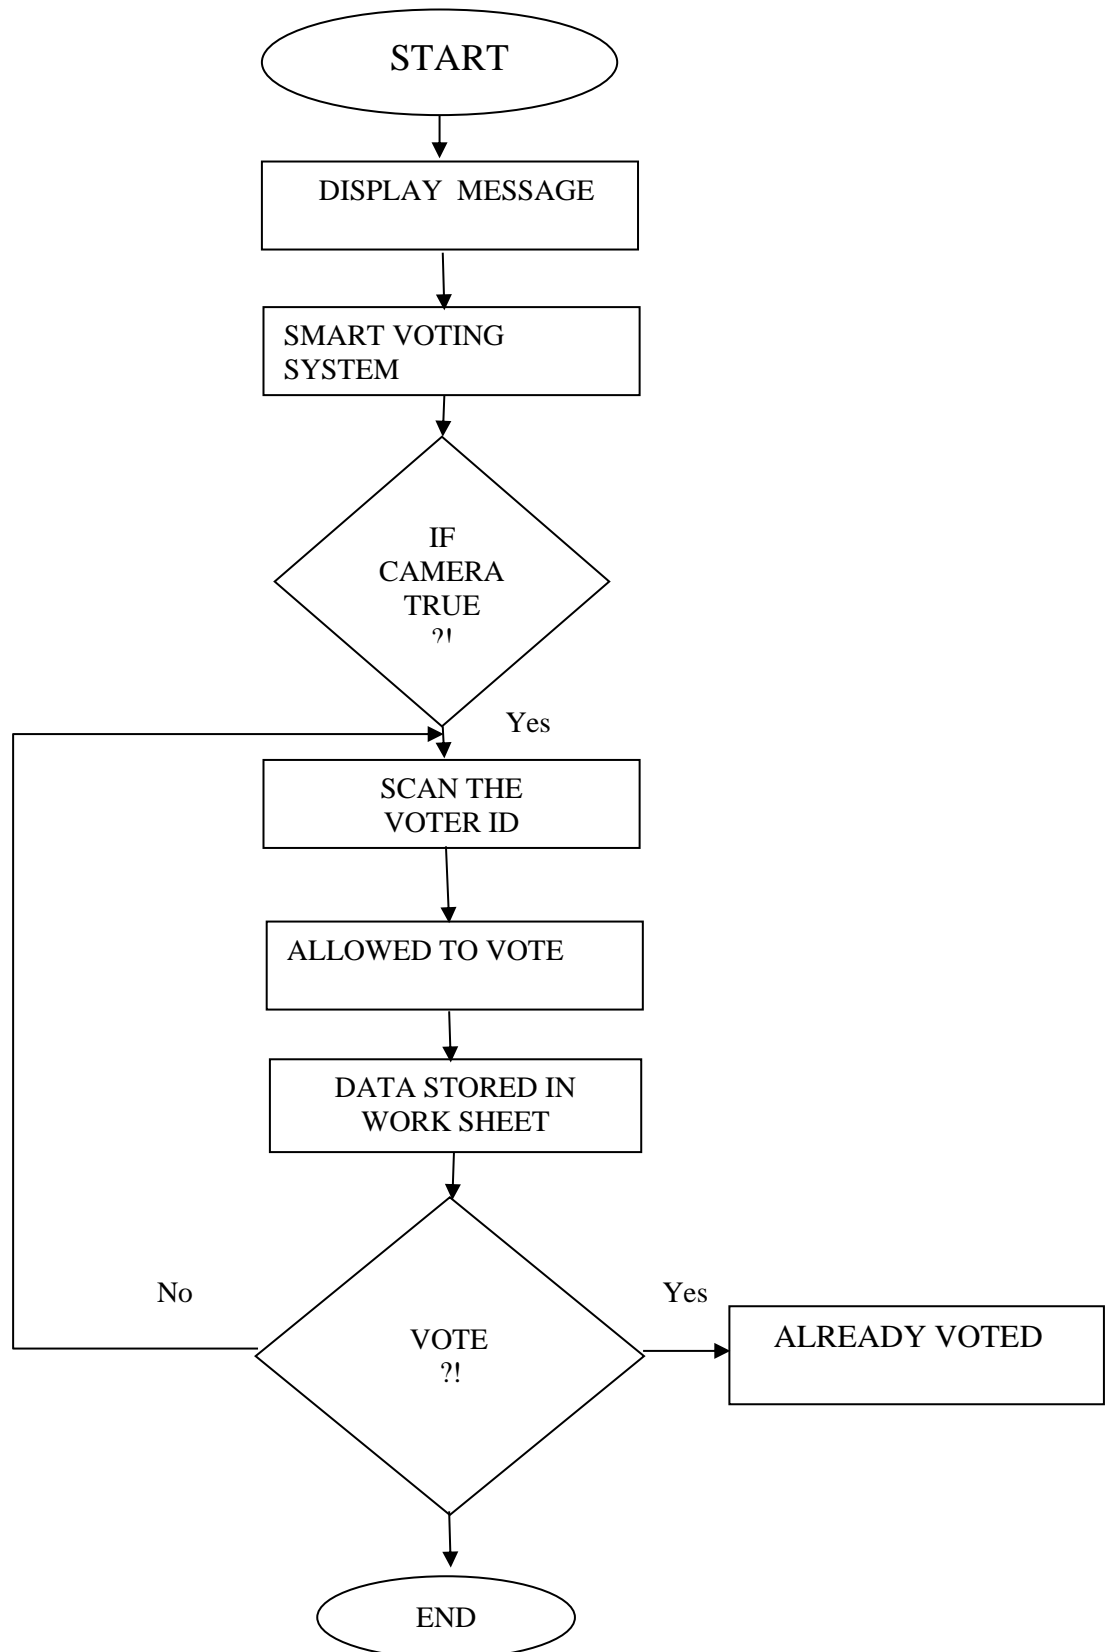 START
DISPLAY MESSAGE
SMART VOTING
SYSTEM
IF
CAMERA
TRUE
?!
Yes
SCAN THE
VOTER ID
ALLOWED TO VOTE
DATA STORED IN
WORK SHEET
No
Yes
VOTE
?!
ALREADY VOTED
END